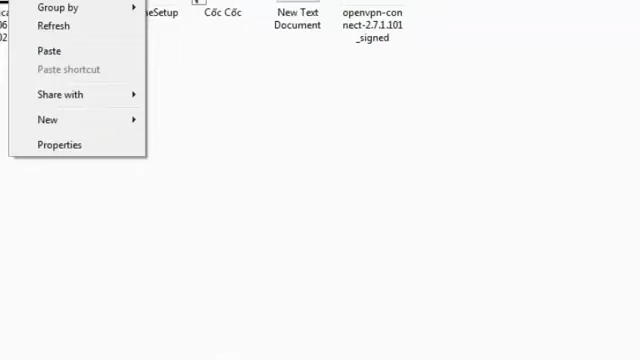 Group by
Refresh
Paste
Paste shortcut
Share with
New
Properties
neSetup
Cốc Cốc
New Text
Document
openvpn-con
nect-2.7.1.101
_signed